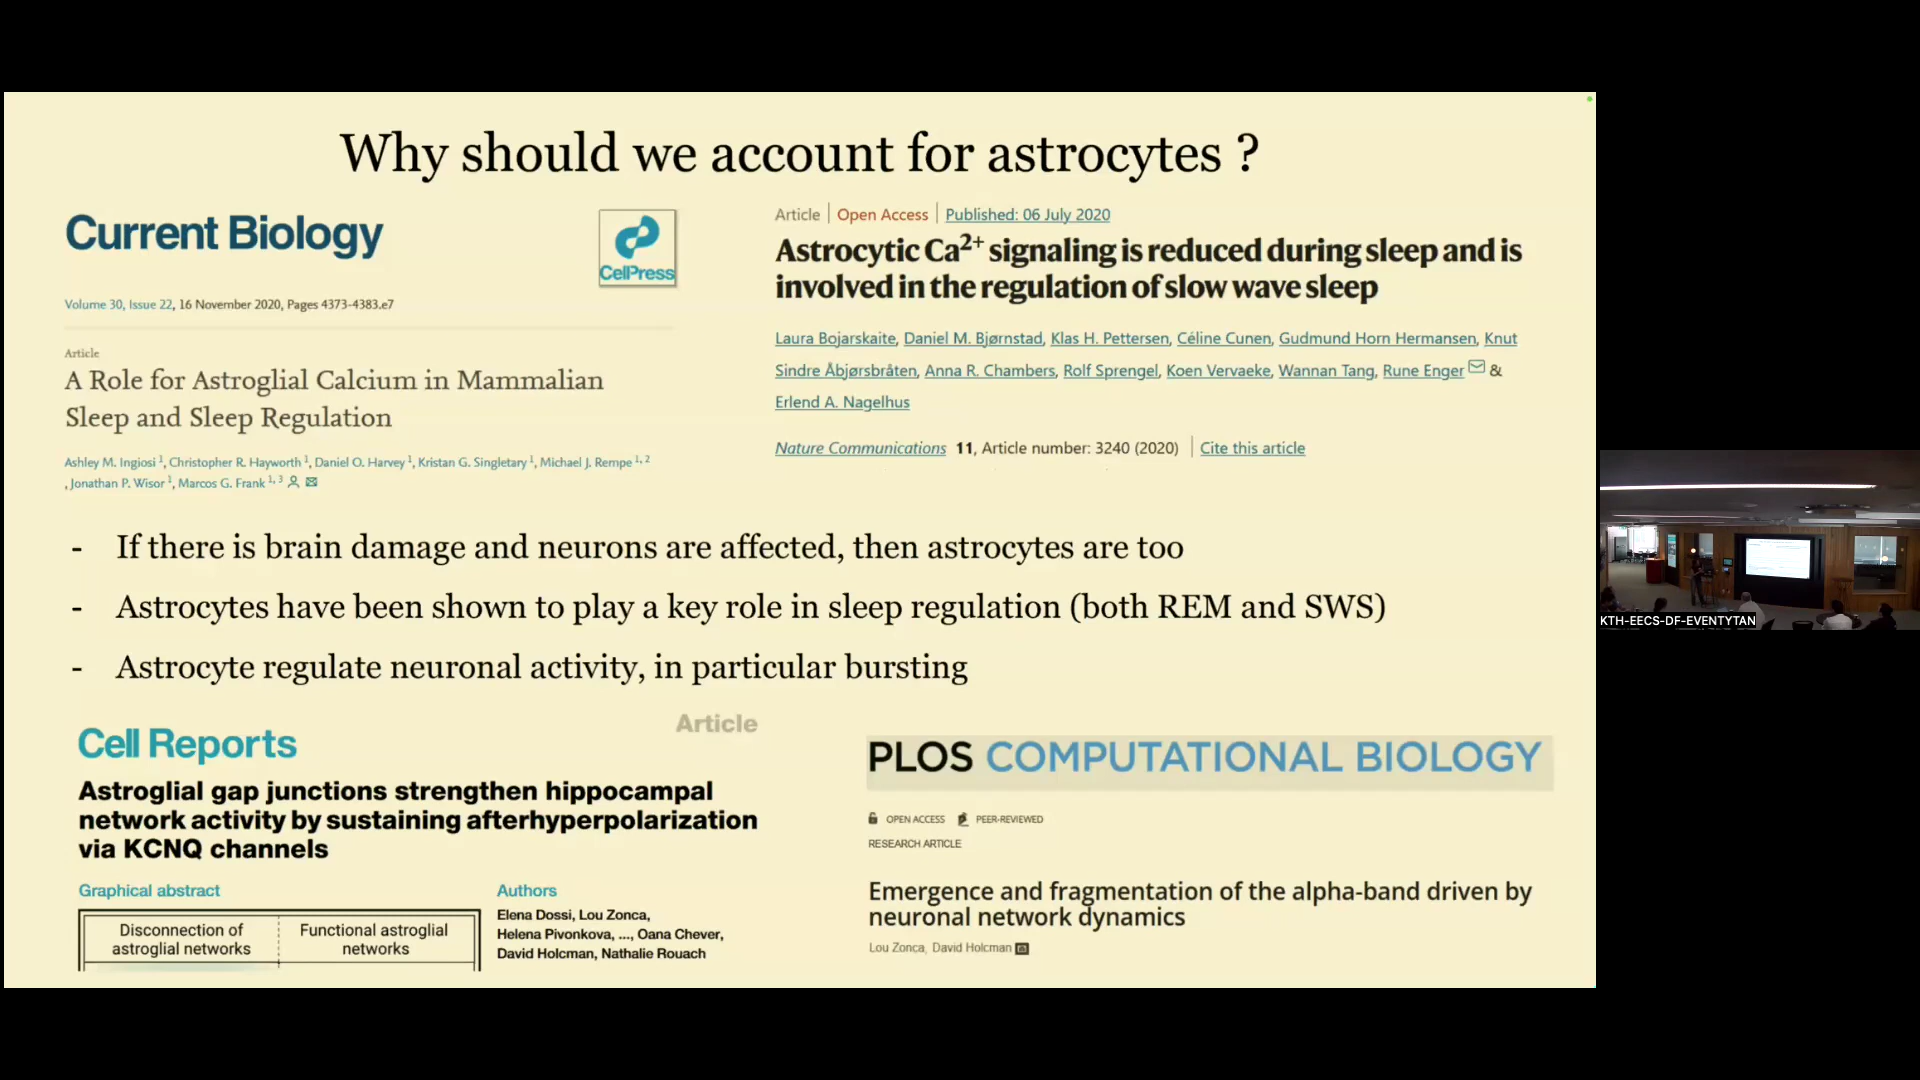 Why should we account for astrocytes ?
Current Biology
CellPress
Volume 30, Issue 22, 16 November 2020, Pages 4373-4383.e7
Article
A Role for Astroglial Calcium in Mammalian
Sleep and Sleep Regulation
Ashley M. Ingiosi 1, Christopher R. Hayworth 1, Daniel O. Harvey 1, Kristan G. Singletary 1, Michael J. Rempe 1, 2
, Jonathan P. Wisor 1, Marcos G. Frank 1, 3
Article | Open Access | Published: 06 July 2020
Astrocytic Ca2+ signaling is reduced during sleep and is
involved in the regulation of slow wave sleep
Laura Bojarskaite, Daniel M. Bjørnstad, Klas H. Pettersen, Céline Cunen, Gudmund Horn Hermansen, Knut
Sindre Åbjørsbråten, Anna R. Chambers, Rolf Sprengel, Koen Vervaeke, Wannan Tang, Rune Enger &
Erlend A. Nagelhus
Nature Communications 11, Article number: 3240 (2020) | Cite this article
- If there is brain damage and neurons are affected, then astrocytes are too
- Astrocytes have been shown to play a key role in sleep regulation (both REM and SWS)
- Astrocyte regulate neuronal activity, in particular bursting
Article
Cell Reports
Astroglial gap junctions strengthen hippocampal
network activity by sustaining afterhyperpolarization
via KCNQ channels
Graphical abstract
Disconnection of
astroglial networks
Functional astroglial
networks
Authors
Elena Dossi, Lou Zonca,
Helena Pivonkova, ..., Oana Chever,
David Holcman, Nathalie Rouach
PLOS COMPUTATIONAL BIOLOGY
OPEN ACCESS PEER-REVIEWED
RESEARCH ARTICLE
Emergence and fragmentation of the alpha-band driven by
neuronal network dynamics
Lou Zonca, David Holcman
KTH-EECS-DF-EVENTYTAN